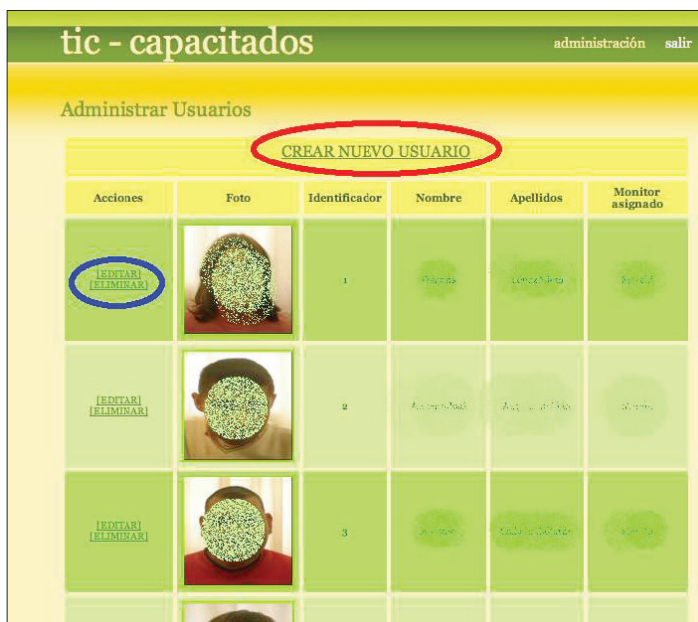 tic - capacitados
administración salir
Administrar Usuarios
CREAR NUEVO USUARIO
Acciones Foto Identificador Nombre Apellidos Monitor asignado
[EDITAR]
[ELIMINAR]
1
[EDITAR]
[ELIMINAR]
2
[EDITAR]
[ELIMINAR]
3